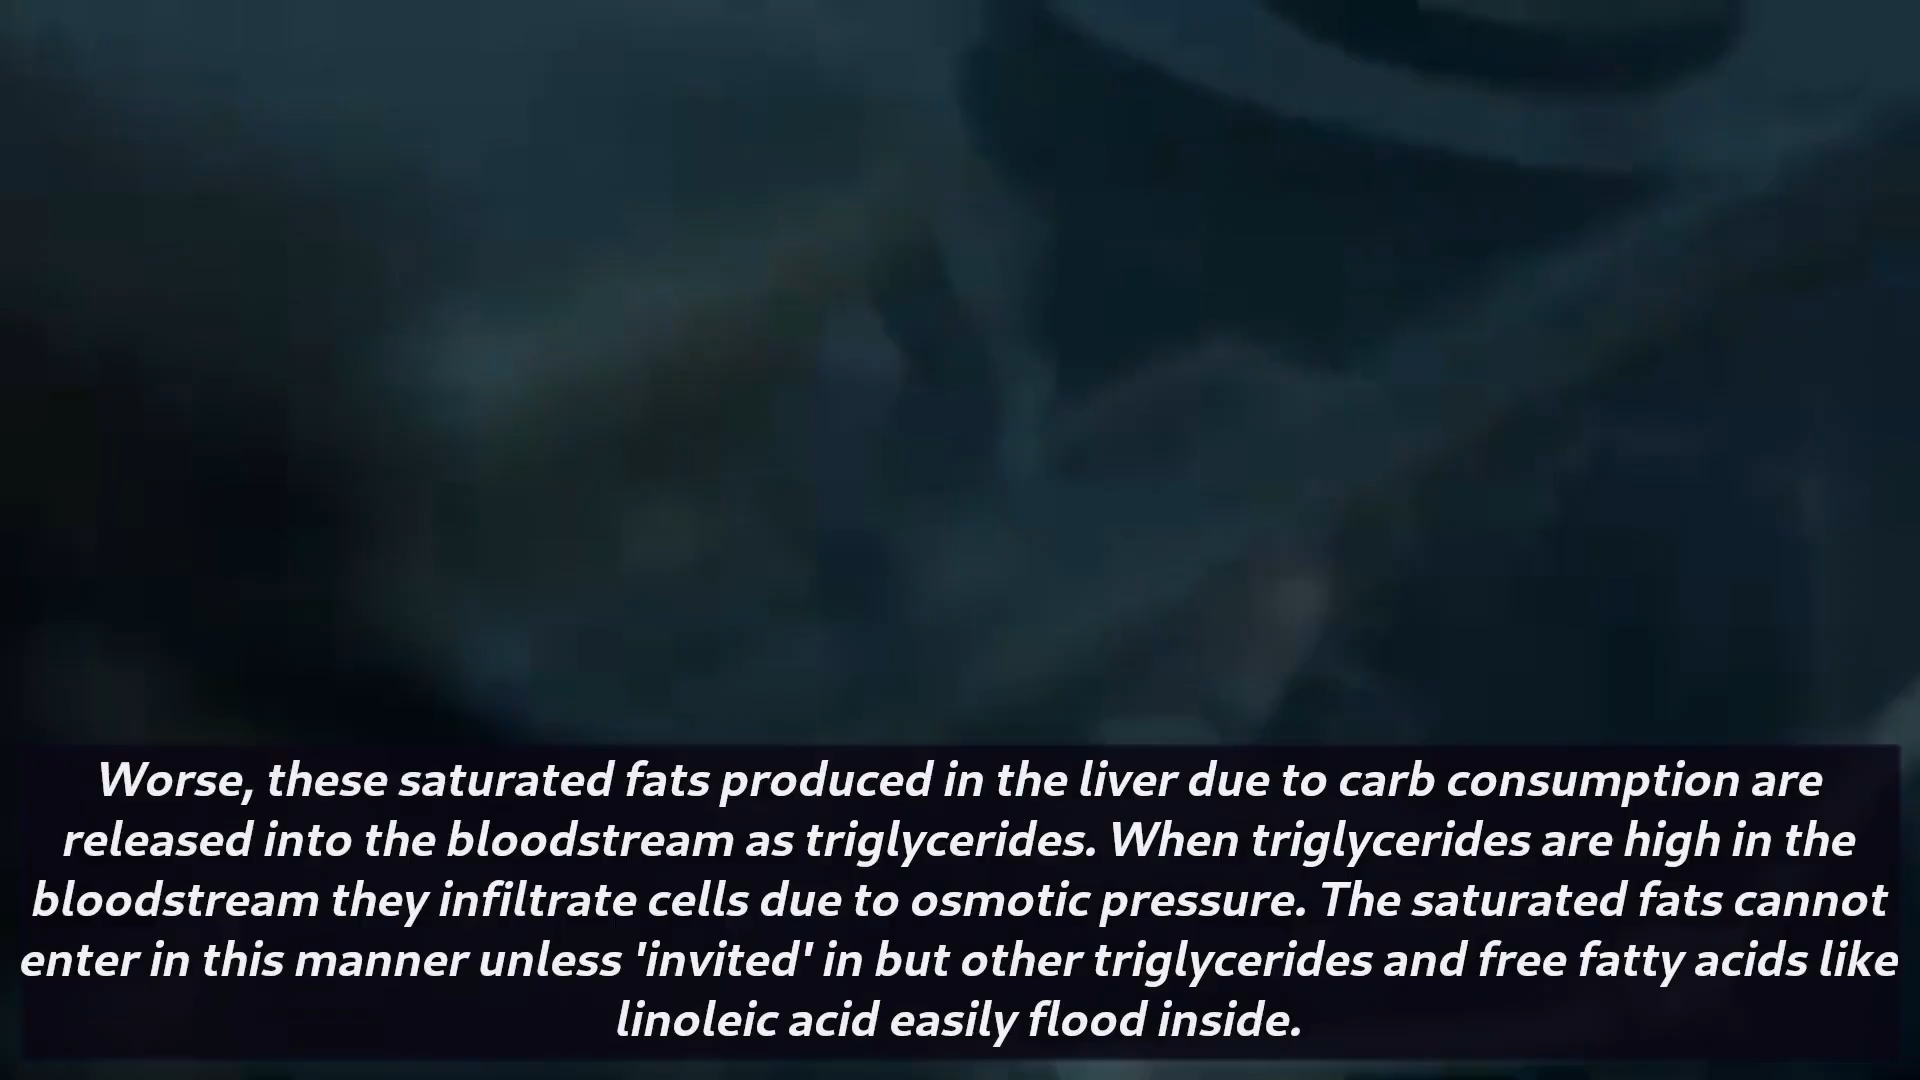 Worse, these saturated fats produced in the liver due to carb consumption are
released into the bloodstream as triglycerides. When triglycerides are high in the
bloodstream they infiltrate cells due to osmotic pressure. The saturated fats cannot
enter in this manner unless 'invited' in but other triglycerides and free fatty acids like
linoleic acid easily flood inside.